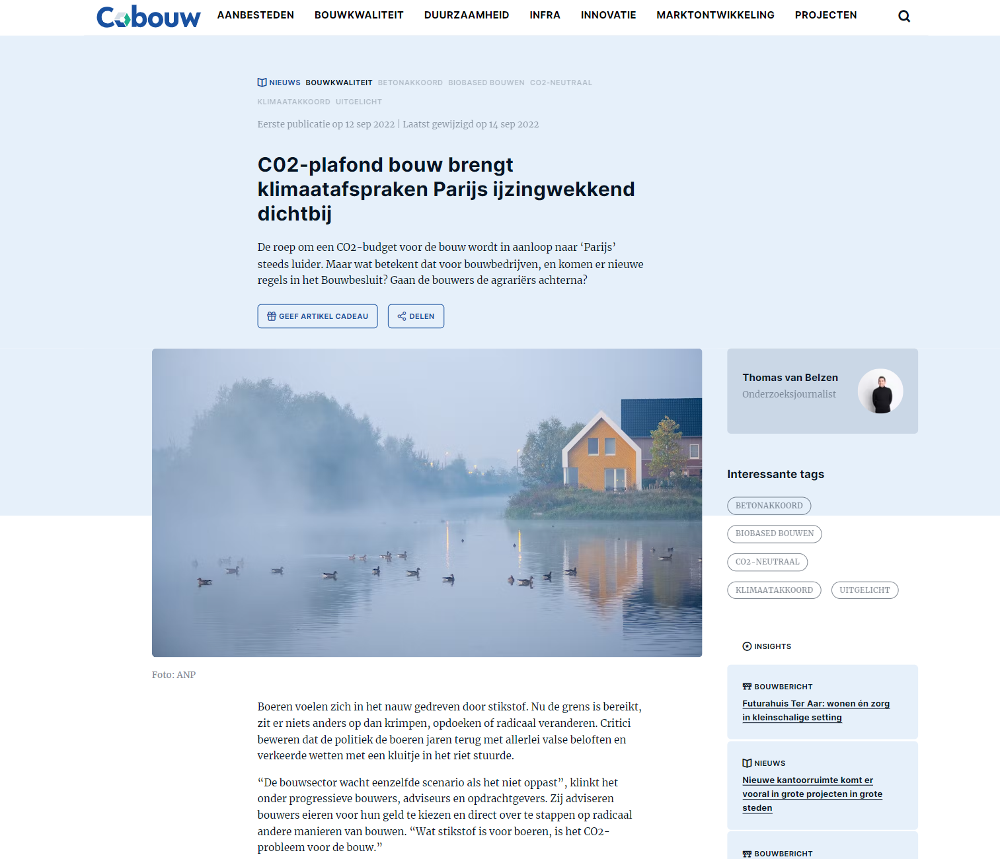 Cobouw
AANBESTEDEN BOUWKWALITEIT DUURZAAMHEID INFRA INNOVATIE MARKTONTWIKKELING PROJECTEN
NIEUWS BOUWKWALITEIT BETONAKKOORD BIOBASED BOUWEN CO2-NEUTRAAL
KLIMAATAKKOORD UITGELICHT
Eerste publicatie op 12 sep 2022 | Laatst gewijzigd op 14 sep 2022
C02-plafond bouw brengt
klimaatafspraken Parijs ijzingwekkend
dichtbij
De roep om een CO2-budget voor de bouw wordt in aanloop naar ‘Parijs’
steeds luider. Maar wat betekent dat voor bouwbedrijven, en komen er nieuwe
regels in het Bouwbesluit? Gaan de bouwers de agrariërs achterna?
GEEF ARTIKEL CADEAU
DELEN
Foto: ANP
Boeren voelen zich in het nauw gedreven door stikstof. Nu de grens is bereikt,
zit er niets anders op dan krimpen, opdoeken of radicaal veranderen. Critici
beweren dat de politiek de boeren jaren terug met allerlei valse beloften en
verkeerde wetten met een kluitje in het riet stuurde.
“De bouwsector wacht eenzelfde scenario als het niet oppast”, klinkt het
onder progressieve bouwers, adviseurs en opdrachtgevers. Zij adviseren
bouwers eieren voor hun geld te kiezen en direct over te stappen op radicaal
andere manieren van bouwen. “Wat stikstof is voor boeren, is het CO2-
probleem voor de bouw.”
Thomas van Belzen
Onderzoeksjournalist
Interessante tags
BETONAKKOORD
BIOBASED BOUWEN
CO2-NEUTRAAL
KLIMAATAKKOORD
UITGELICHT
INSIGHTS
BOUWBERICHT
Futurahuis Ter Aar: wonen én zorg
in kleinschalige setting
NIEUWS
Nieuwe kantoorruimte komt er
vooral in grote projecten in grote
steden
BOUWBERICHT